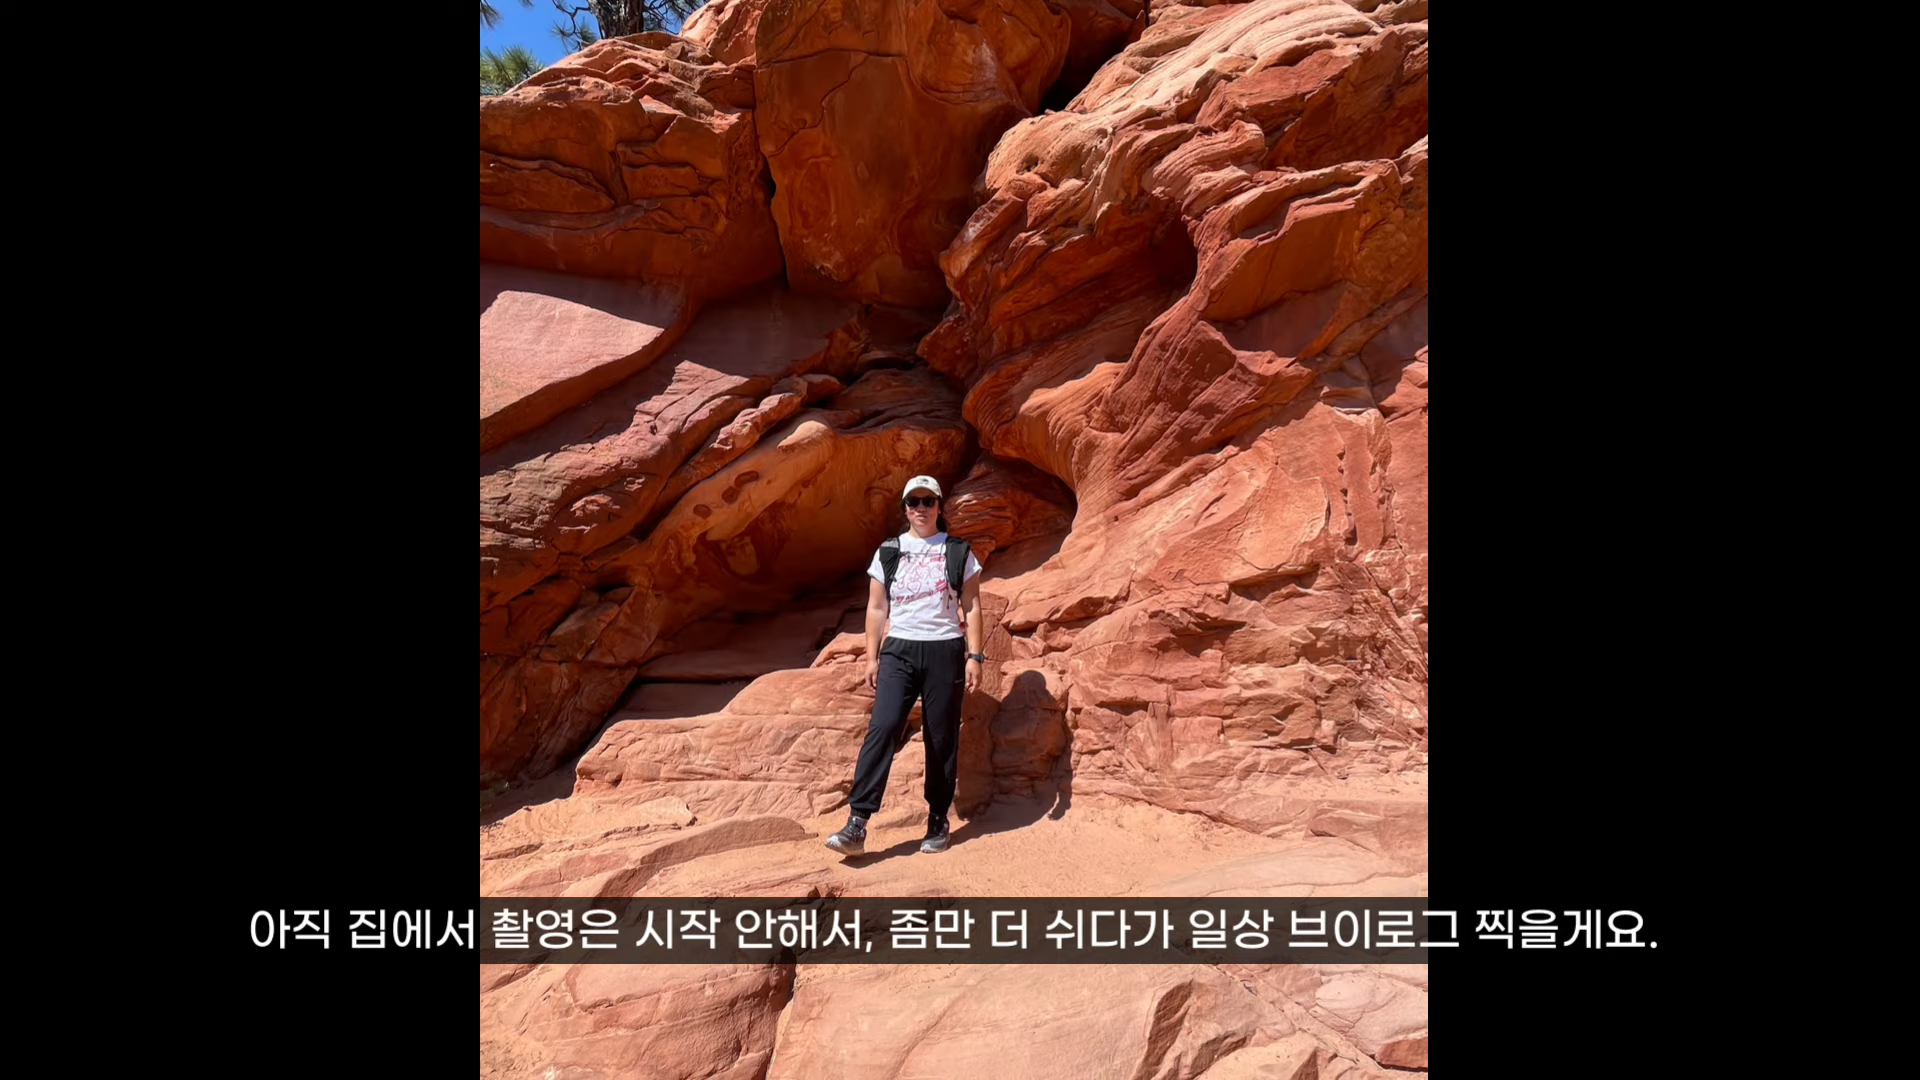 아직 집에서 촬영은 시작 안해서, 좀만 더 쉬다가 일상 브이로그 찍을게요.